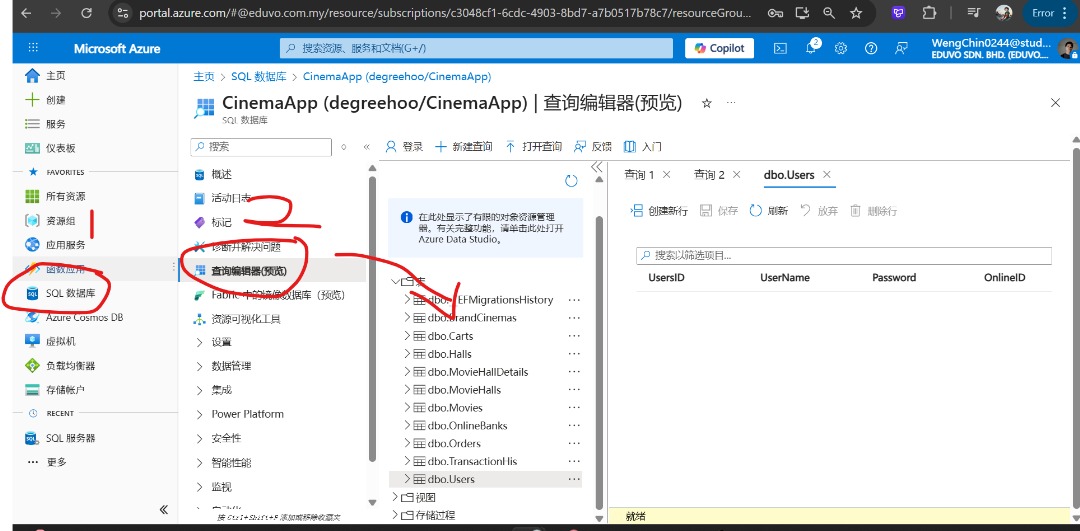 portal.azure.com/#@eduvo.com.my/resource/subscriptions/c3048cf1-6cdc-4903-8bd7-a7b0517b78c7/resourceGrou...
Error
Microsoft Azure
搜索资源、服务和文档(G+/)
Copilot
2
WengChin0244@stud...
EDUVO SDN. BHD. (EDUVO....
主页
创建
服务
仪表板
FAVORITES
所有资源
资源组
应用服务
函数应用
SQL 数据库
Azure Cosmos DB
虚拟机
负载均衡器
存储帐户
RECENT
SQL 服务器
更多
1
主页 > SQL 数据库 > CinemaApp (degreehoo/CinemaApp)
CinemaApp (degreehoo/CinemaApp) | 查询编辑器(预览)
SQL 数据库
搜索
概述
活动日志
标记
诊断并解决问题
查询编辑器(预览)
Fabric 中的镜像数据库（预览）
资源可视化工具
设置
数据管理
集成
Power Platform
安全性
智能性能
监视
按 Ctrl+Shift+F 添加或移除收藏夹
2
登录 新建查询 打开查询 反馈 入门
在此处显示了有限的对象资源管理
器。有关完整功能，请单击此处打开
Azure Data Studio。
表
dbo.BrandCinemas
dbo.Carts
dbo.Halls
dbo.MovieHallDetails
dbo.MovieHalls
dbo.Movies
dbo.OnlineBanks
dbo.Orders
dbo.TransactionHis
dbo.Users
视图
存储过程
查询 1 查询 2 dbo.Users
创建新行 保存 刷新 放弃 删除行
搜索以筛选项目...
UsersID UserName Password OnlineID
就绪